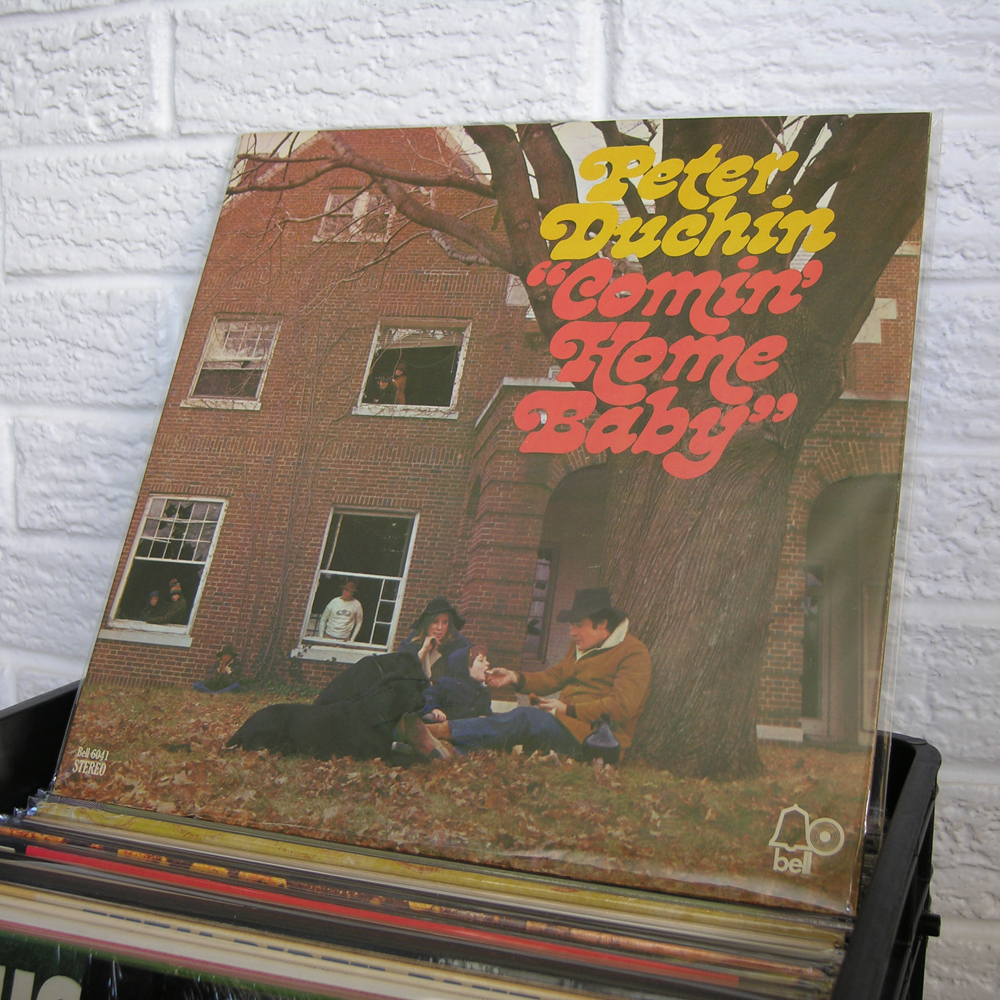 Peter
Duchin
“Comin’
Home
Baby”
Bell 6041
STEREO
bell